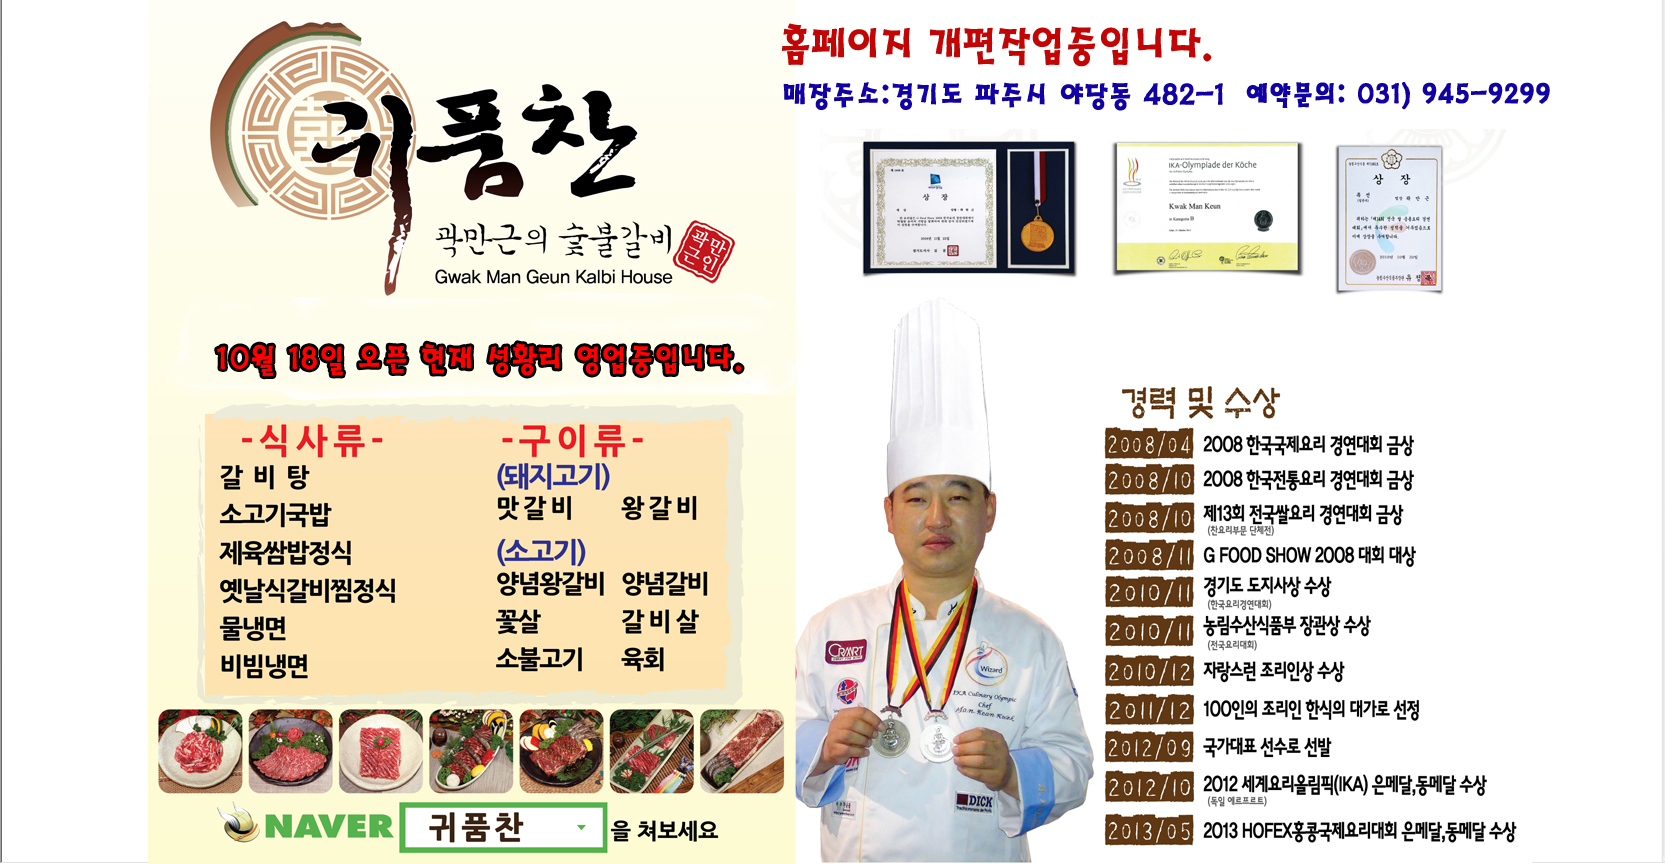 귀품찬
곽만근의 숯불갈비
곽만근인
Gwak Man Geun Kalbi House
10월 18일 오픈 현재 성황리 영업중입니다.
-식사류-
갈비탕
소고기국밥
제육쌈밥정식
옛날식갈비찜정식
물냉면
비빔냉면
-구이류-
(돼지고기)
맛갈비 왕갈비
(소고기)
양념왕갈비 양념갈비
꽃살 갈비살
소불고기 육회
NAVER 귀품찬 을 쳐보세요
홈페이지 개편작업중입니다.
매장주소:경기도 파주시 야당동 482-1 예약문의: 031) 945-9299
상 장
IKA-Olympiade der Köche
Kwak Man Keun
상 장
Wizard
IKA Culinary Olympic
Chef
DICK
경력 및 수상
2008/04 2008 한국국제요리 경연대회 금상
2008/10 2008 한국전통요리 경연대회 금상
2008/10 제13회 전국쌀요리 경연대회 금상
(찬요리부문 단체전)
2008/11 G FOOD SHOW 2008 대회 대상
2010/11 경기도 도지사상 수상
(한국요리경연대회)
2010/11 농림수산식품부 장관상 수상
(전국요리대회)
2010/12 자랑스런 조리인상 수상
2011/12 100인의 조리인 한식의 대가로 선정
2012/09 국가대표 선수로 선발
2012/10 2012 세계요리올림픽(IKA) 은메달,동메달 수상
(독일 에르프르트)
2013/05 2013 HOFEX홍콩국제요리대회 은메달,동메달 수상